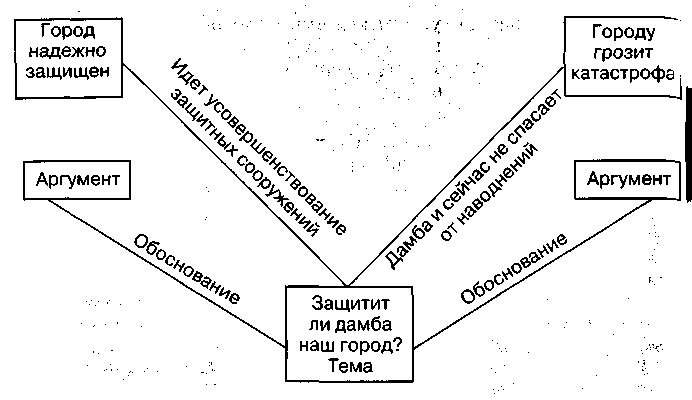 Город
надежно
защищен
Городу
грозит
катастрофа
Идет усовершенствование
защитных сооружений
Дамба и сейчас не спасает
от наводнений
Аргумент
Аргумент
Обоснование
Обоснование
Защитит
ли дамба
наш город?
Тема